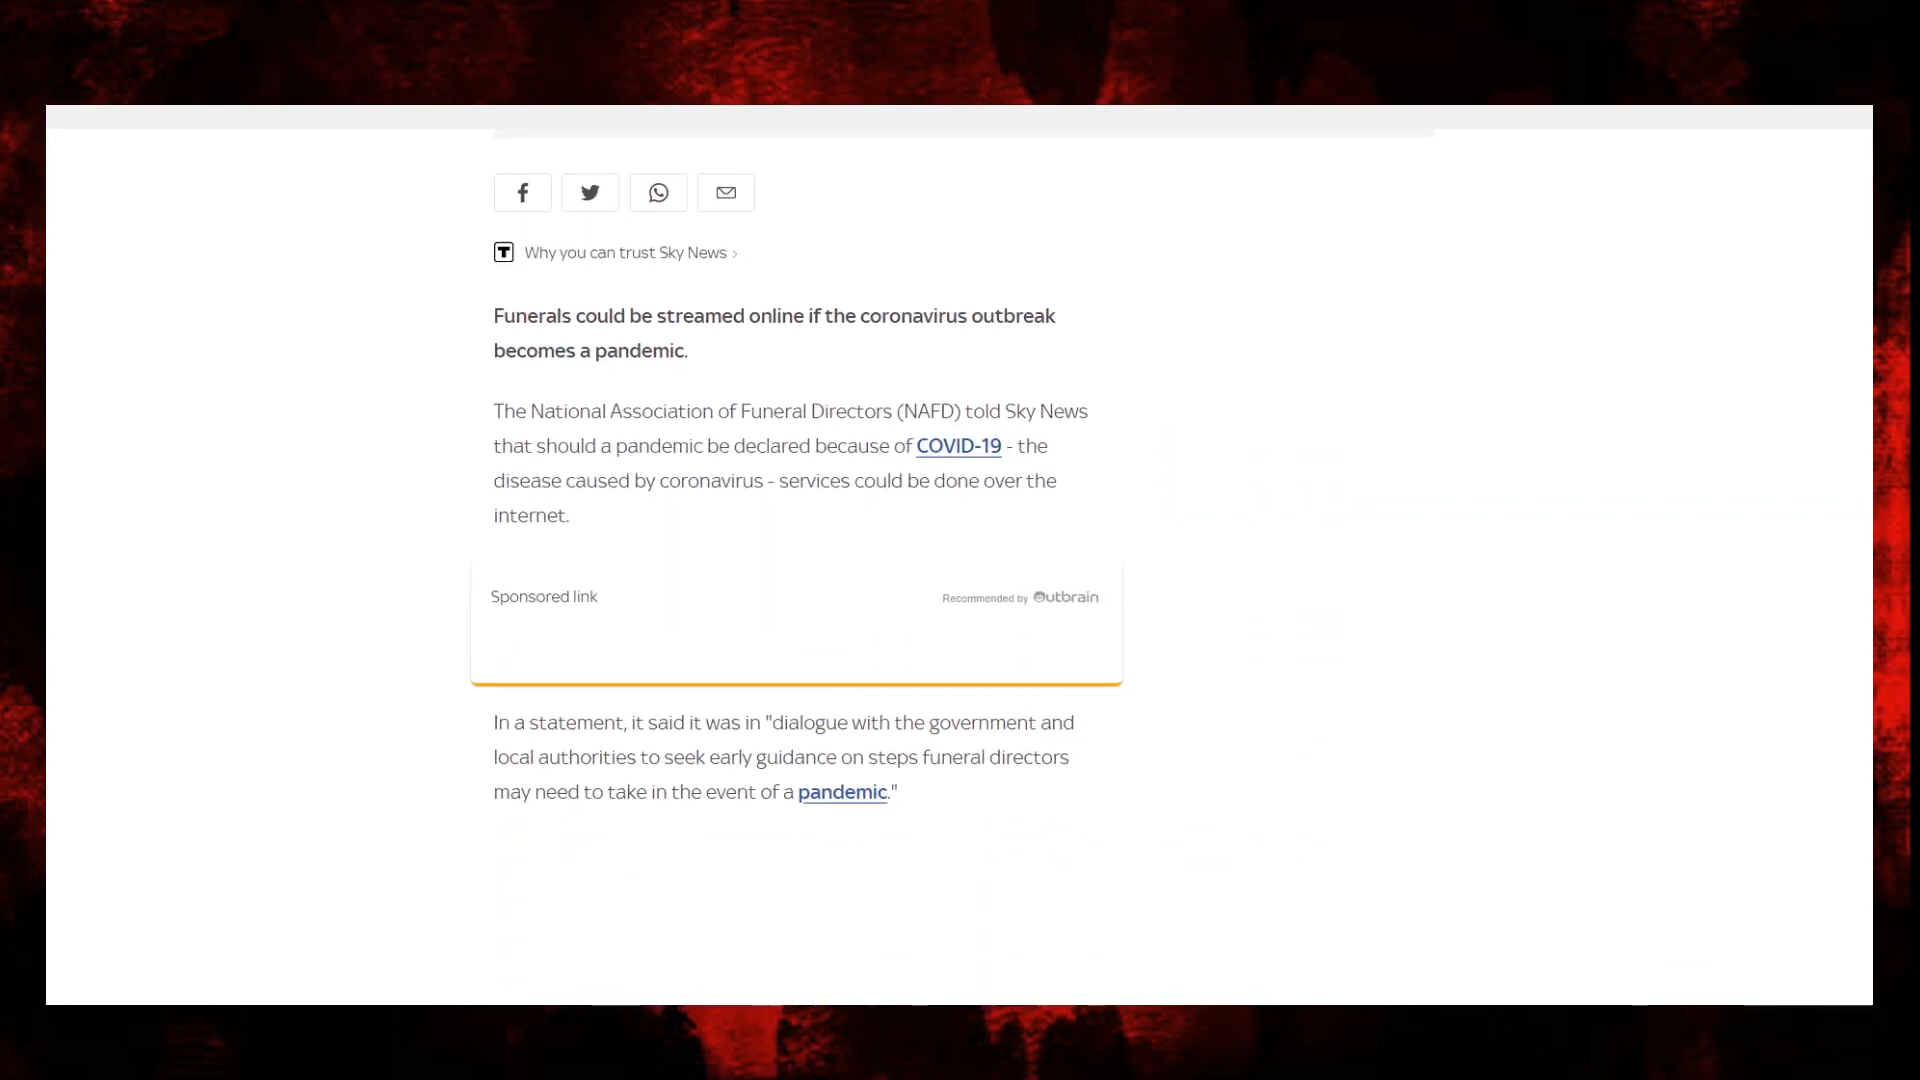 Why you can trust Sky News >
Funerals could be streamed online if the coronavirus outbreak
becomes a pandemic.
The National Association of Funeral Directors (NAFD) told Sky News
that should a pandemic be declared because of COVID-19 - the
disease caused by coronavirus - services could be done over the
internet.
Sponsored link
Recommended by Outbrain
In a statement, it said it was in "dialogue with the government and
local authorities to seek early guidance on steps funeral directors
may need to take in the event of a pandemic."